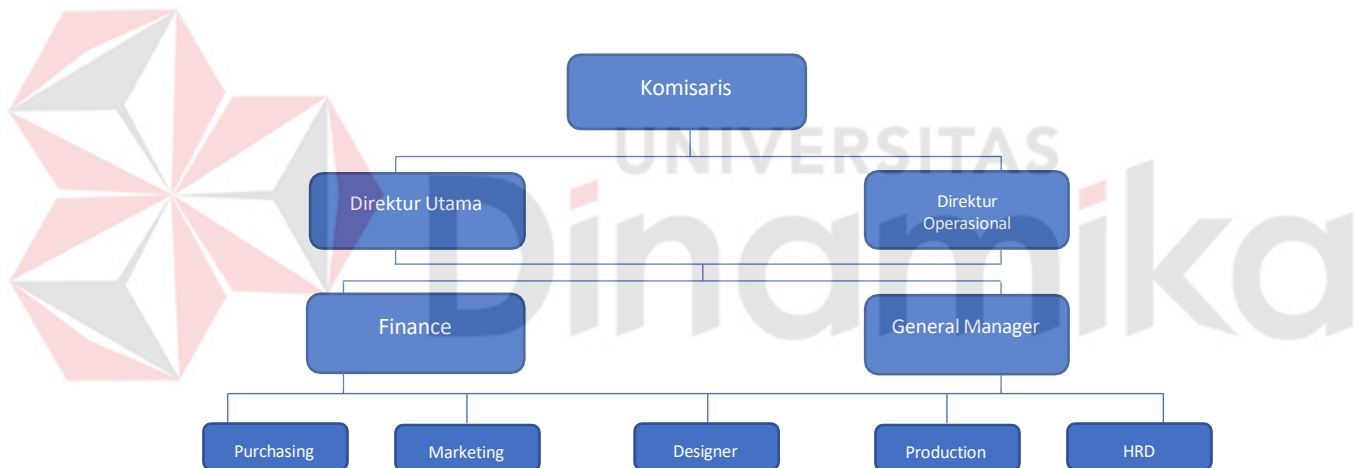 Komisaris
UNIVERSITAS
Dinamika
Direktur Utama
Direktur
Operasional
Finance
General Manager
Purchasing
Marketing
Designer
Production
HRD